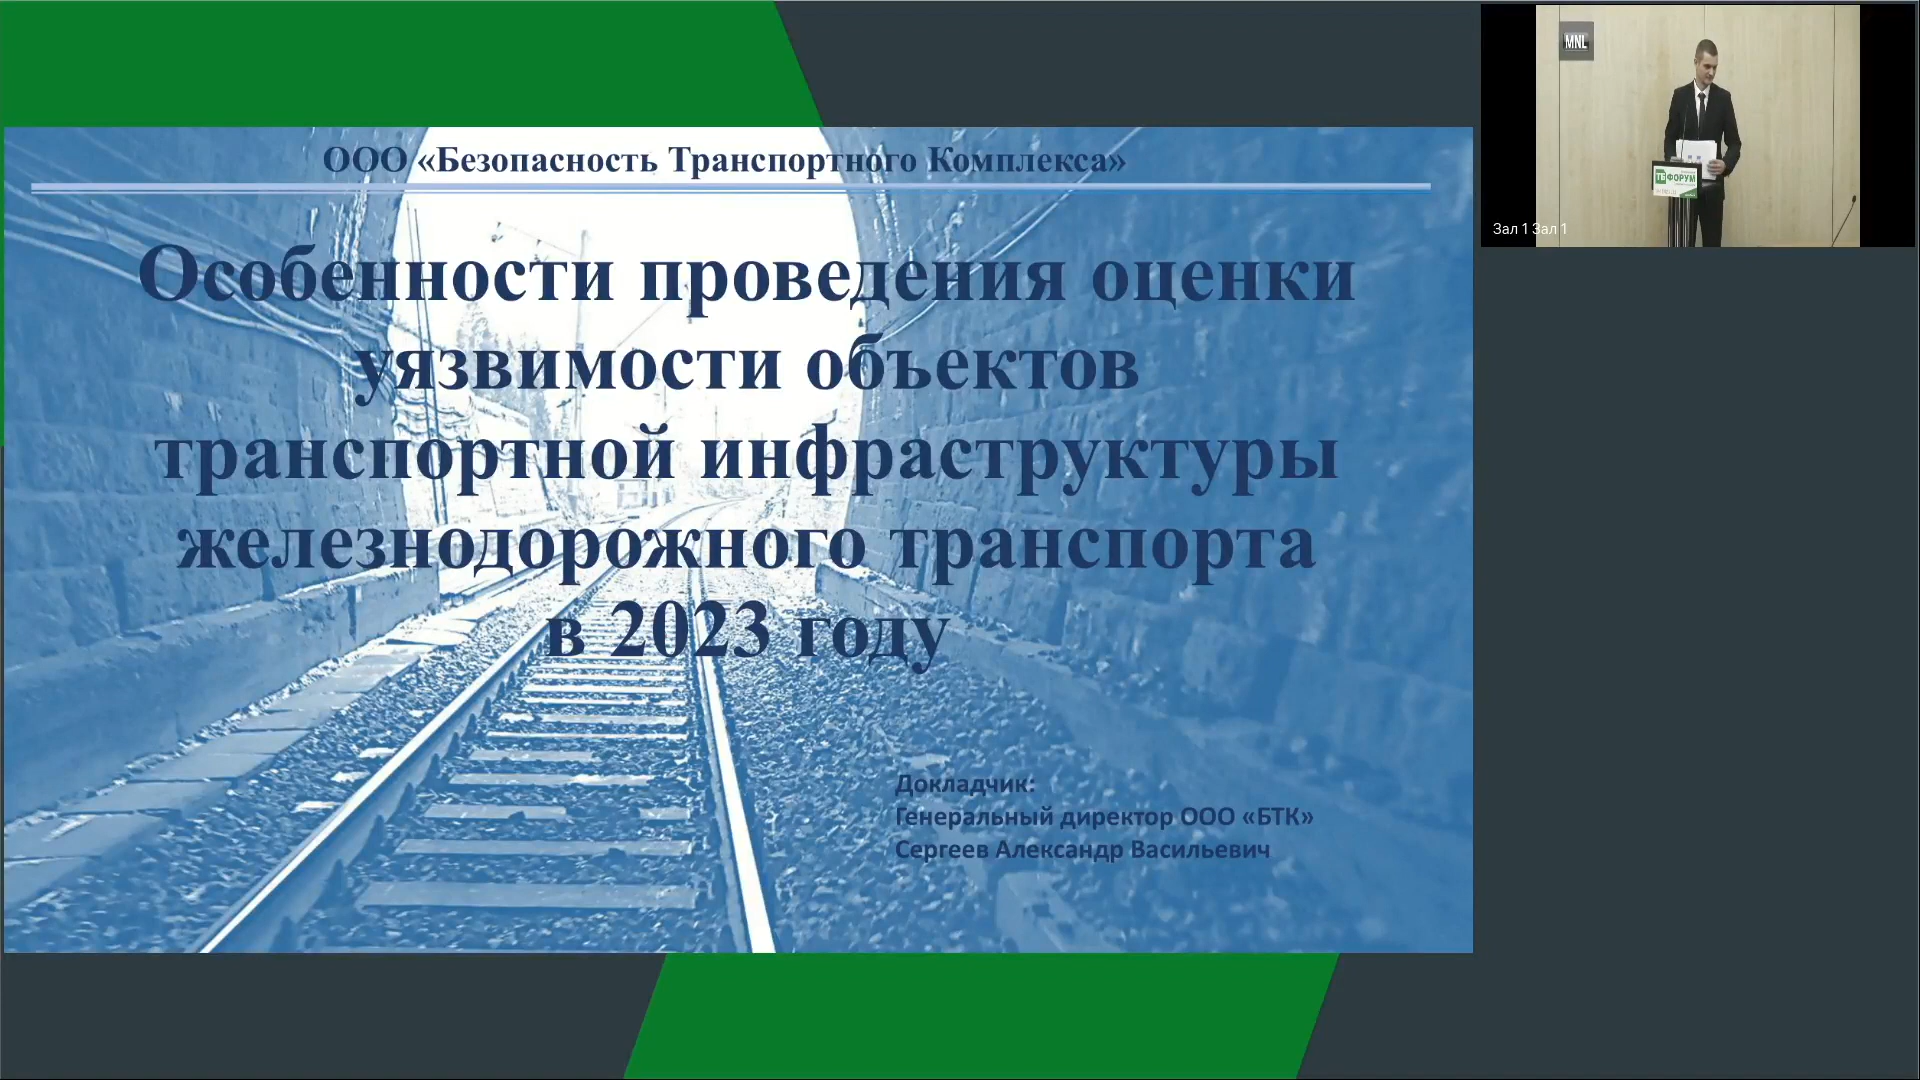 ООО «Безопасность Транспортного Комплекса»
Особенности проведения оценки
уязвимости объектов
транспортной инфраструктуры
железнодорожного транспорта
в 2023 году
Докладчик:
Генеральный директор ООО «БТК»
Сергеев Александр Васильевич
MNL
ТБ ФОРУМ
Зал 1 Зал 1